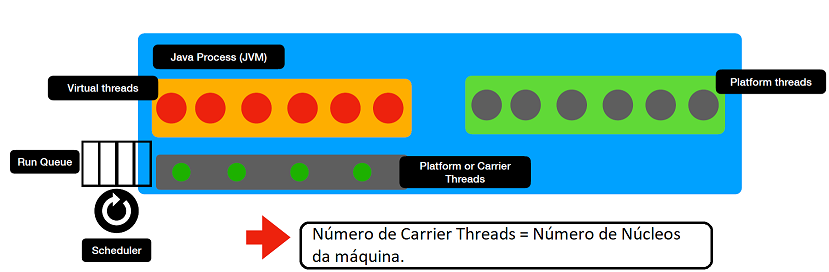 Java Process (JVM)
Virtual threads
Platform threads
Run Queue
Platform or Carrier
Threads
Scheduler
Número de Carrier Threads = Número de Núcleos
da máquina.